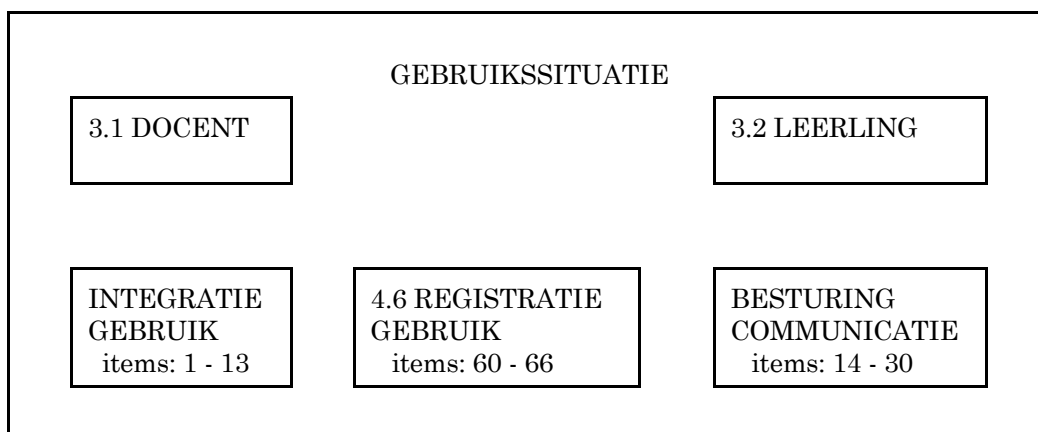 GEBRUIKSSITUATIE
3.1 DOCENT
3.2 LEERLING
INTEGRATIE
GEBRUIK
items: 1 - 13
4.6 REGISTRATIE
GEBRUIK
items: 60 - 66
BESTURING
COMMUNICATIE
items: 14 - 30